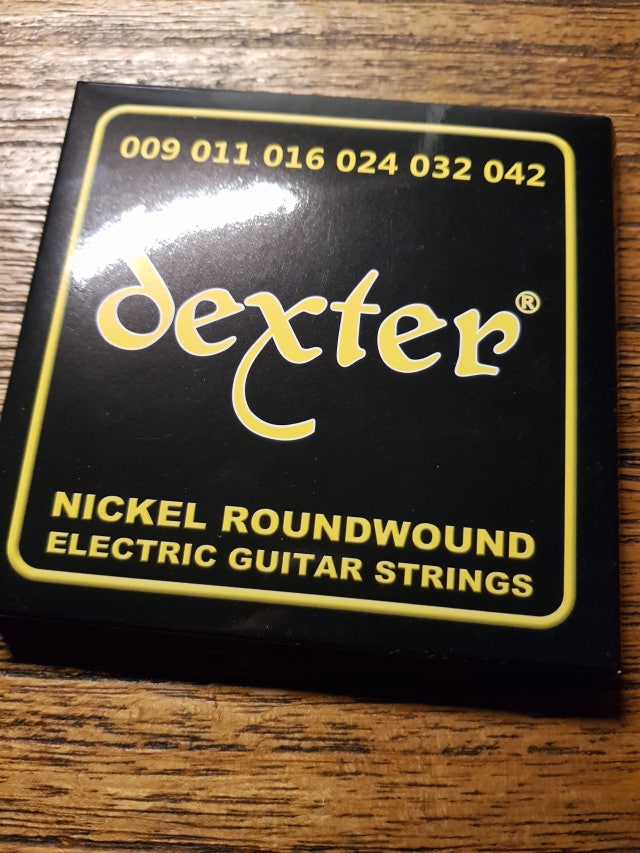 009 011 016 024 032 042
dexter®
NICKEL ROUNDWOUND
ELECTRIC GUITAR STRINGS